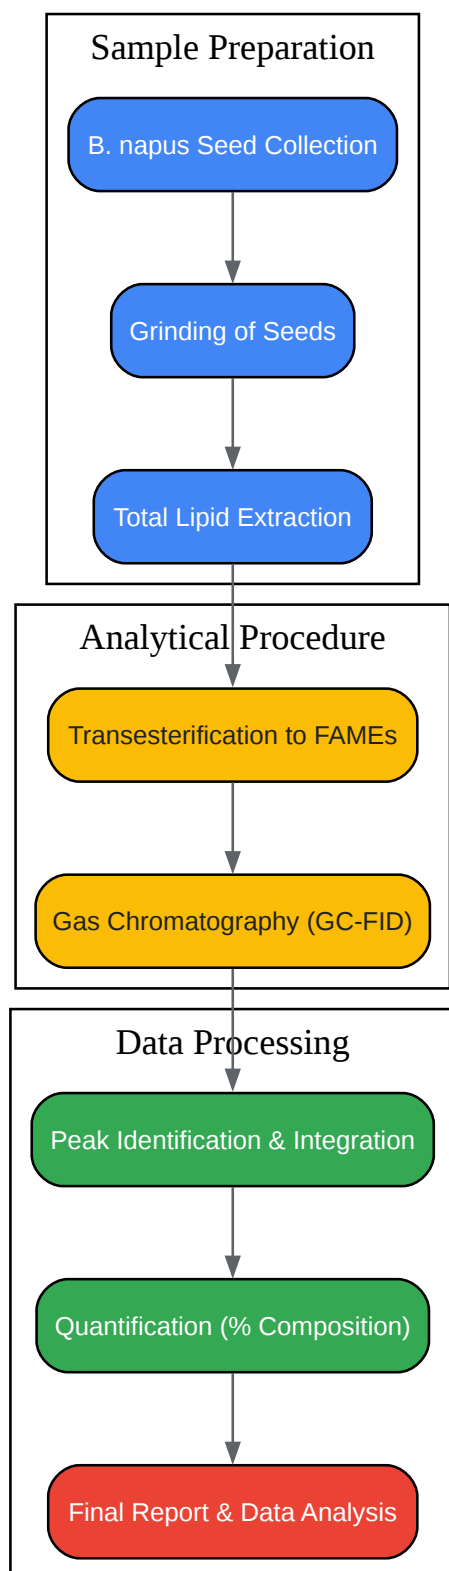 Sample Preparation
B. napus Seed Collection
Grinding of Seeds
Total Lipid Extraction
Analytical Procedure
Transesterification to FAMEs
Gas Chromatography (GC-FID)
Data Processing
Peak Identification & Integration
Quantification (% Composition)
Final Report & Data Analysis